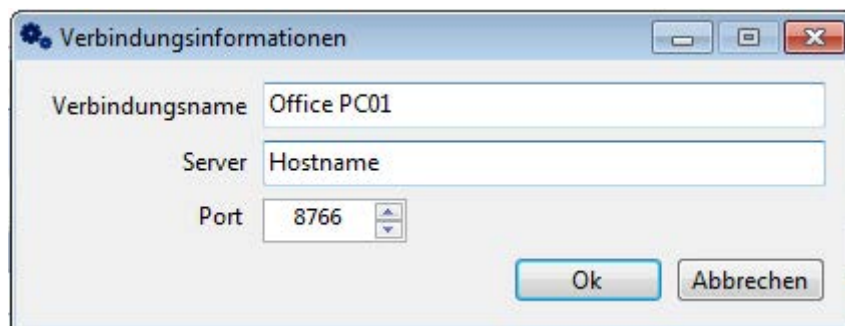 Verbindungsinformationen
Verbindungsname Office PC01
Server Hostname
Port 8766
Ok Abbrechen